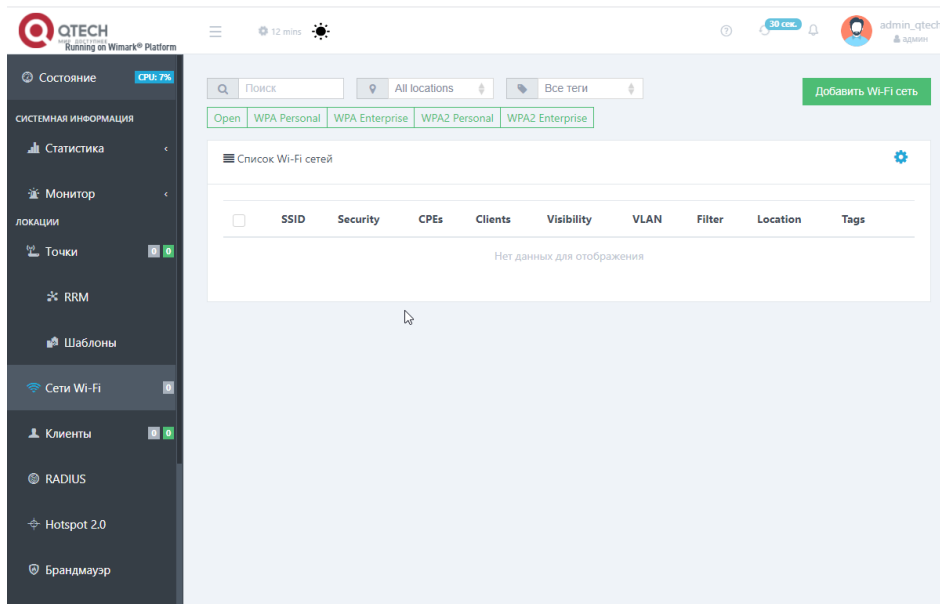 QTECH
МИР ДОСТУПНЕЕ
Running on Wimark® Platform
12 mins
30 сек.
admin_qtech
админ
Состояние CPU: 7%
СИСТЕМНАЯ ИНФОРМАЦИЯ
Статистика
Монитор
ЛОКАЦИИ
Точки 0 0
RRM
Шаблоны
Сети Wi-Fi 0
Клиенты 0 0
RADIUS
Hotspot 2.0
Брандмауэр
Поиск All locations Все теги Добавить Wi-Fi сеть
Open WPA Personal WPA Enterprise WPA2 Personal WPA2 Enterprise
Список Wi-Fi сетей
SSID Security CPEs Clients Visibility VLAN Filter Location Tags
Нет данных для отображения